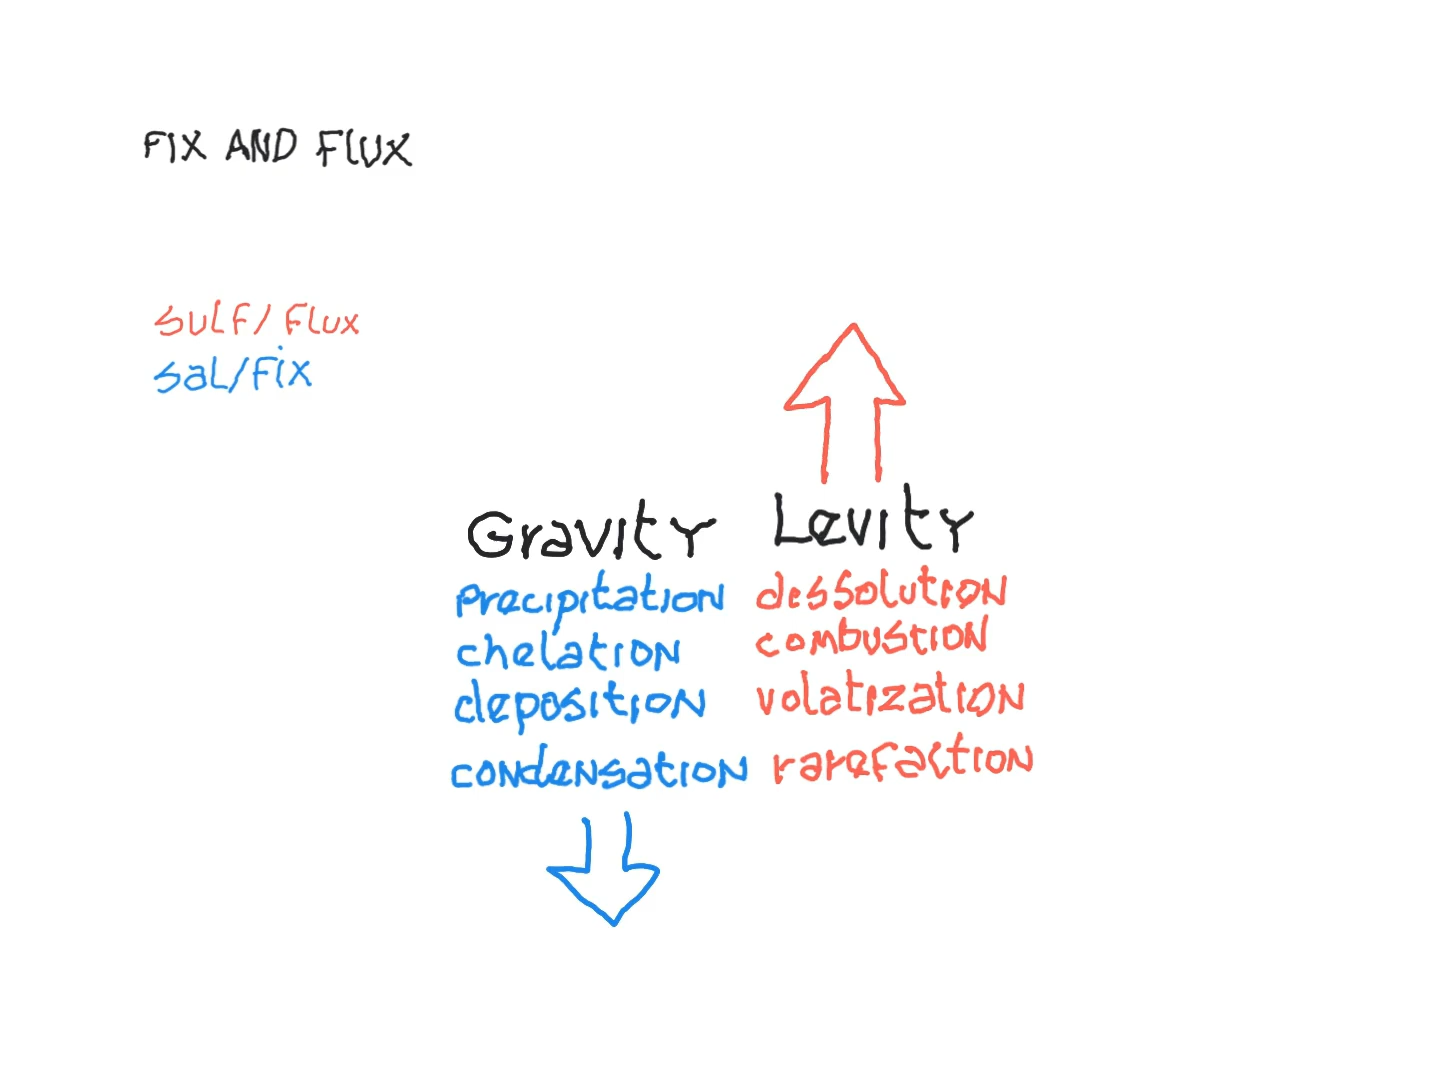 FIX AND FLUX
sulf/Flux
sal/Fix
Gravity Levity
precipitation dessolution
chelation combustion
deposition volatization
condensation rarefaction